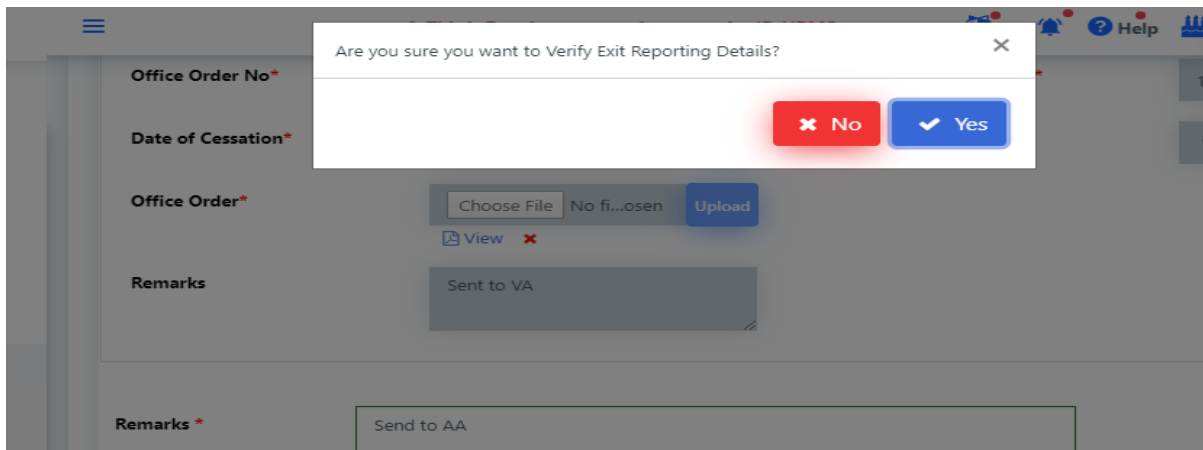 Help
Are you sure you want to Verify Exit Reporting Details?
Office Order No*
No Yes
Date of Cessation*
Office Order*
Choose File No fi...osen Upload
View
Remarks
Sent to VA
Remarks *
Send to AA